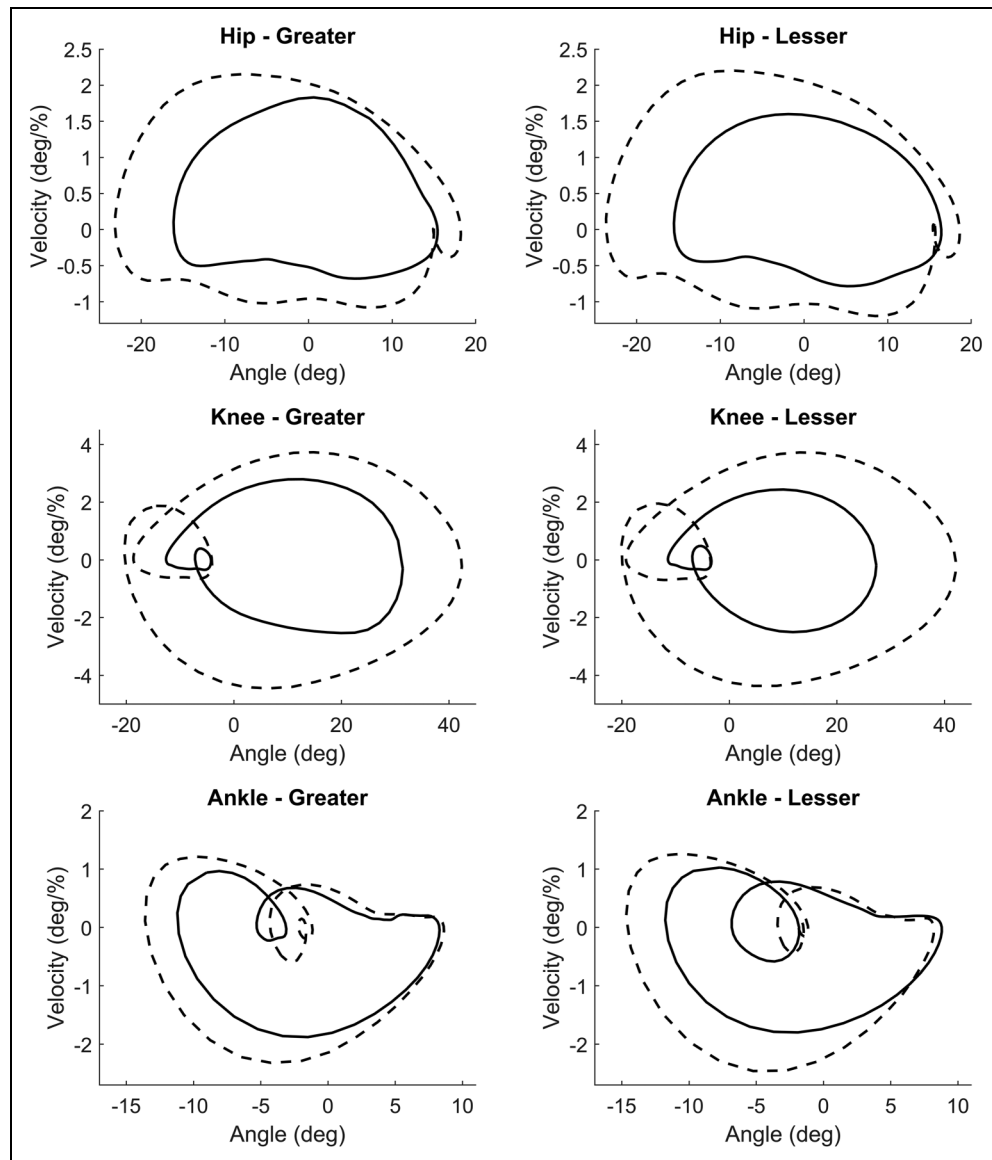 Hip - Greater
2.5
2
1.5
1
0.5
0
-0.5
-1
Velocity (deg/%)
-20 -10 0 10 20
Angle (deg)
Hip - Lesser
2.5
2
1.5
1
0.5
0
-0.5
-1
Velocity (deg/%)
-20 -10 0 10 20
Angle (deg)
Knee - Greater
4
2
0
-2
-4
Velocity (deg/%)
-20 0 20 40
Angle (deg)
Knee - Lesser
4
2
0
-2
-4
Velocity (deg/%)
-20 0 20 40
Angle (deg)
Ankle - Greater
2
1
0
-1
-2
Velocity (deg/%)
-15 -10 -5 0 5 10
Angle (deg)
Ankle - Lesser
2
1
0
-1
-2
Velocity (deg/%)
-15 -10 -5 0 5 10
Angle (deg)